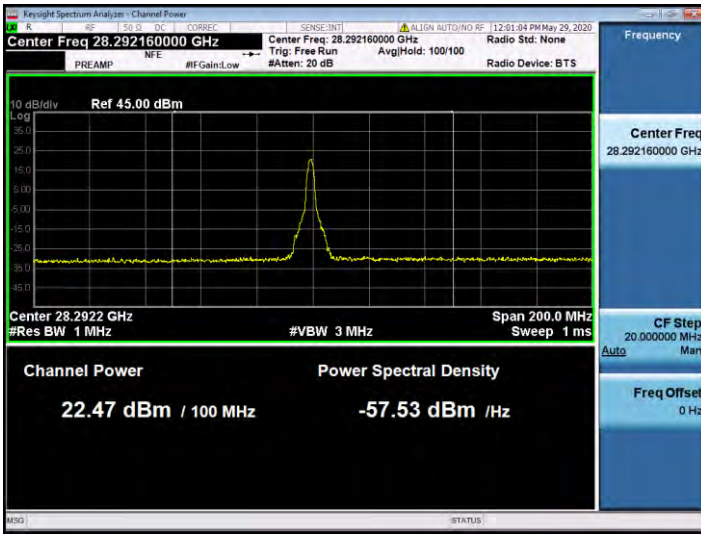 Keysight Spectrum Analyzer - Channel Power
R RF 50 Ω DC CORREC SENSE:INT ALIGN AUTO/NO RF 12:01:04 PM May 29, 2020
Center Freq 28.292160000 GHz Center Freq: 28.292160000 GHz Radio Std: None
NFE Trig: Free Run Avg|Hold: 100/100
PREAMP #IFGain:Low #Atten: 20 dB Radio Device: BTS
Frequency
10 dB/div Ref 45.00 dBm
Log
35.0
25.0
15.0
5.00
-5.00
-15.0
-25.0
-35.0
-45.0
Center Freq
28.292160000 GHz
Center 28.2922 GHz Span 200.0 MHz
#Res BW 1 MHz #VBW 3 MHz Sweep 1 ms
CF Step
20.000000 MHz
Auto Man
Channel Power Power Spectral Density
22.47 dBm / 100 MHz -57.53 dBm /Hz
Freq Offset
0 Hz
MSG STATUS